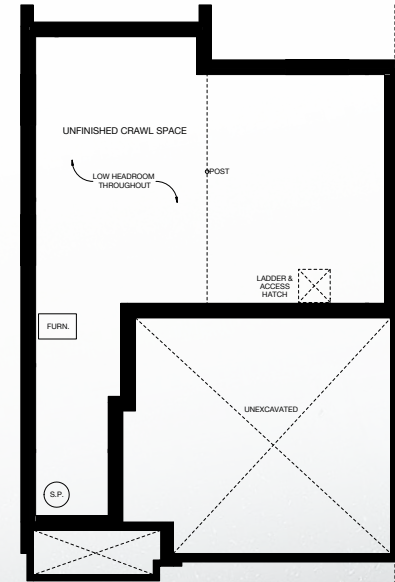 UNFINISHED CRAWL SPACE
LOW HEADROOM
THROUGHOUT
POST
LADDER &
ACCESS
HATCH
FURN.
UNEXCAVATED
S.P.